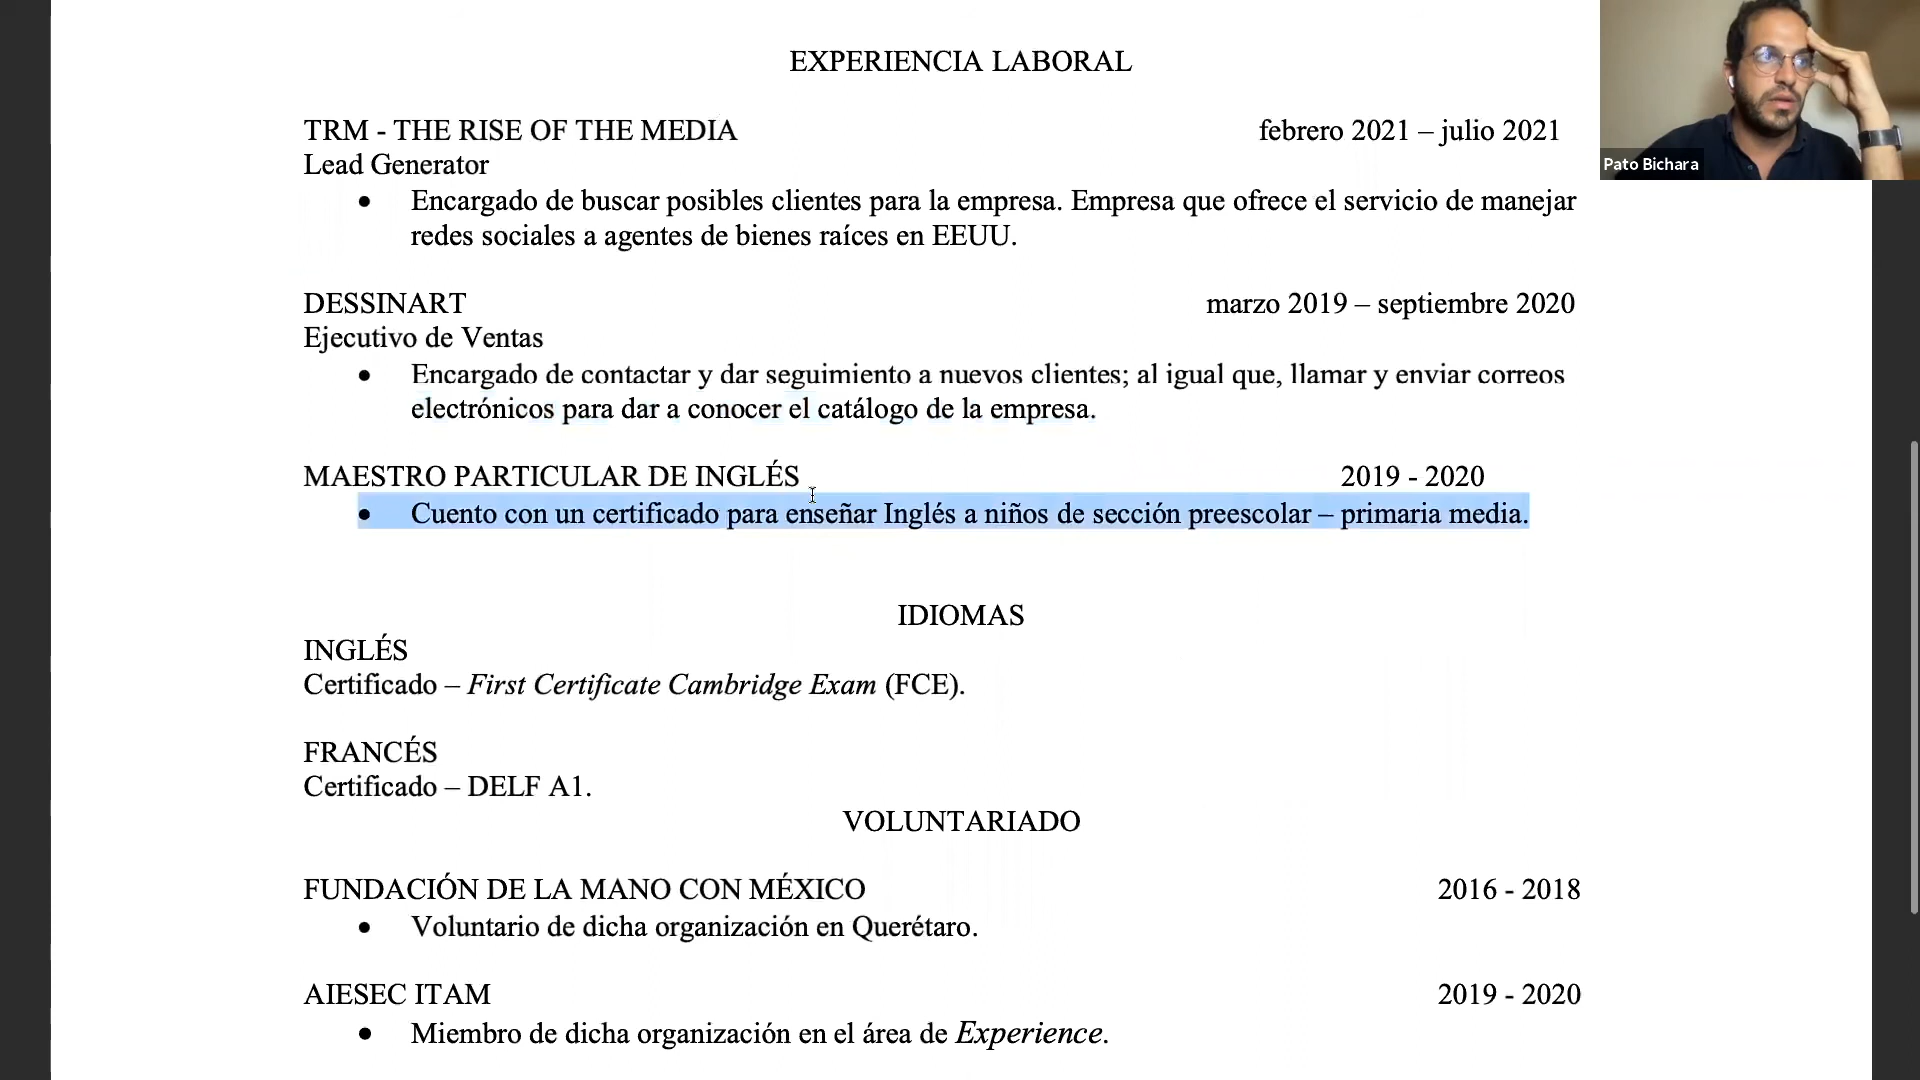 EXPERIENCIA LABORAL
TRM - THE RISE OF THE MEDIA febrero 2021 – julio 2021
Lead Generator
• Encargado de buscar posibles clientes para la empresa. Empresa que ofrece el servicio de manejar
redes sociales a agentes de bienes raíces en EEUU.
DESSINART marzo 2019 – septiembre 2020
Ejecutivo de Ventas
• Encargado de contactar y dar seguimiento a nuevos clientes; al igual que, llamar y enviar correos
electrónicos para dar a conocer el catálogo de la empresa.
MAESTRO PARTICULAR DE INGLÉS 2019 - 2020
• Cuento con un certificado para enseñar Inglés a niños de sección preescolar – primaria media.
IDIOMAS
INGLÉS
Certificado – First Certificate Cambridge Exam (FCE).
FRANCÉS
Certificado – DELF A1.
VOLUNTARIADO
FUNDACIÓN DE LA MANO CON MÉXICO 2016 - 2018
• Voluntario de dicha organización en Querétaro.
AIESEC ITAM 2019 - 2020
• Miembro de dicha organización en el área de Experience.
Pato Bichara